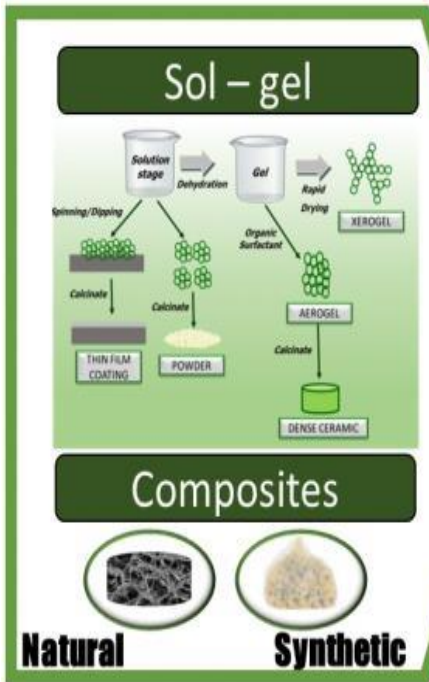 Sol – gel
Solution
stage
Dehydration
Gel
Rapid
Drying
XEROGEL
Spinning/Dipping
Organic
Surfactant
Calcinate
Calcinate
AEROGEL
THIN FILM
COATING
POWDER
Calcinate
DENSE CERAMIC
Composites
Natural
Synthetic